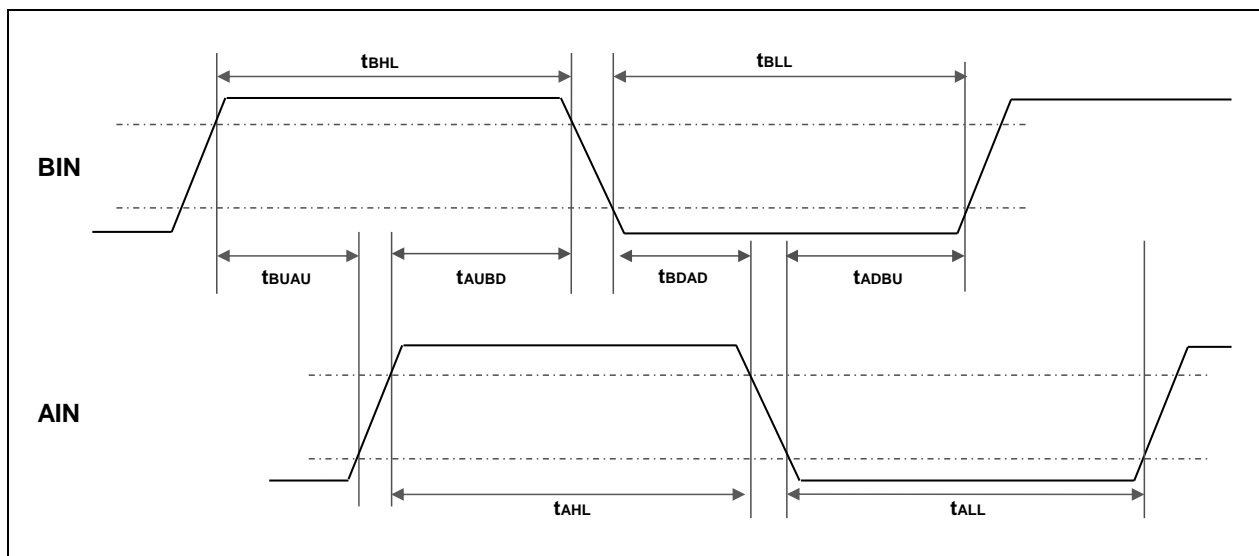 tBHL
tBLL
BIN
tBUAU
tAUBD
tBDAD
tADBU
AIN
tAHL
tALL